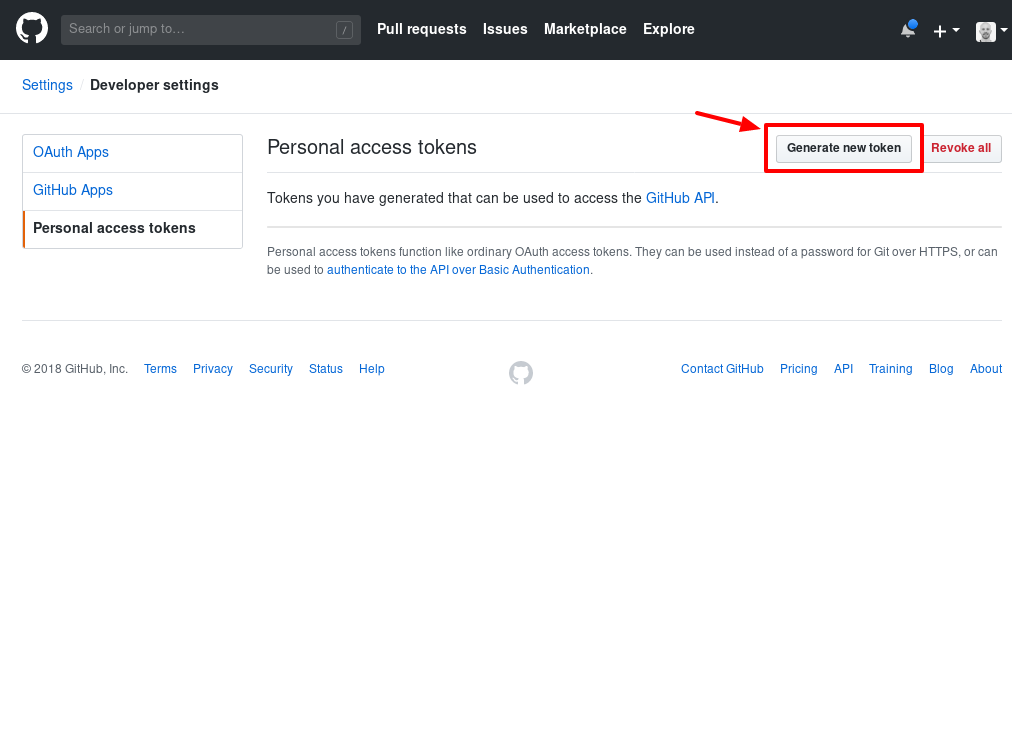 Search or jump to… / Pull requests Issues Marketplace Explore
Settings / Developer settings
OAuth Apps
GitHub Apps
Personal access tokens
Personal access tokens Generate new token Revoke all
Tokens you have generated that can be used to access the GitHub API.
Personal access tokens function like ordinary OAuth access tokens. They can be used instead of a password for Git over HTTPS, or can
be used to authenticate to the API over Basic Authentication.
© 2018 GitHub, Inc. Terms Privacy Security Status Help Contact GitHub Pricing API Training Blog About